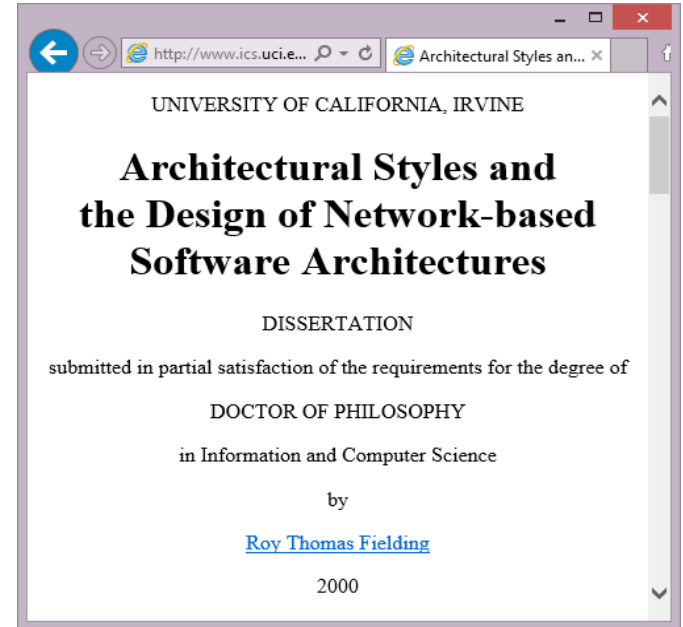 http://www.ics.uci.e...
Architectural Styles an...
UNIVERSITY OF CALIFORNIA, IRVINE
Architectural Styles and
the Design of Network-based
Software Architectures
DISSERTATION
submitted in partial satisfaction of the requirements for the degree of
DOCTOR OF PHILOSOPHY
in Information and Computer Science
by
Roy Thomas Fielding
2000